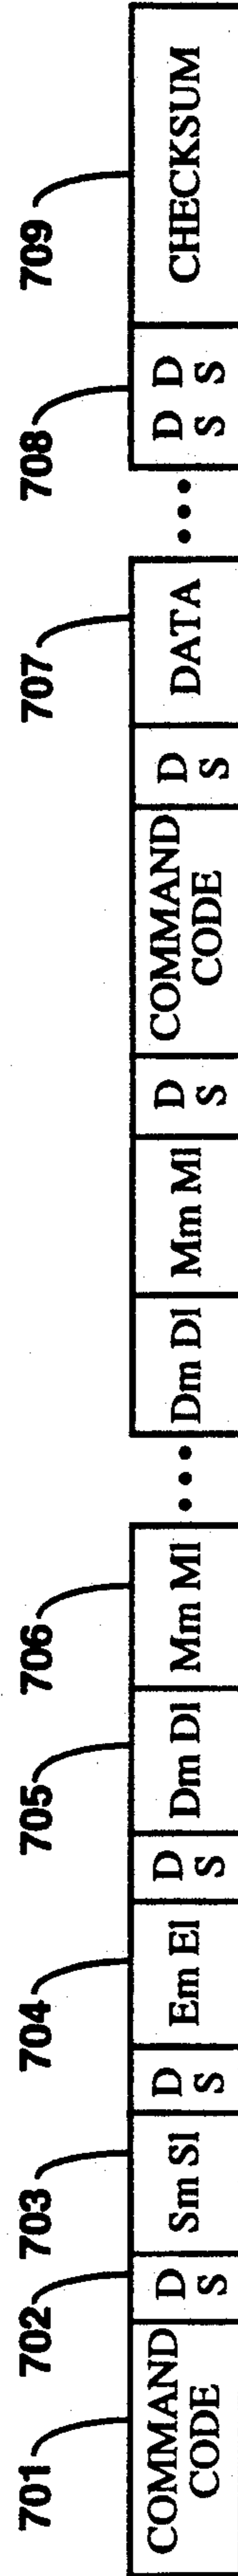 701 702 703 704 705 706 707 708 709
COMMAND CODE
D S
Sm Sl
D S
Em El
D S
Dm Dl
Mm Ml
•••
Dm Dl
Mm Ml
D S
COMMAND CODE
D S
DATA
•••
D D
S S
CHECKSUM